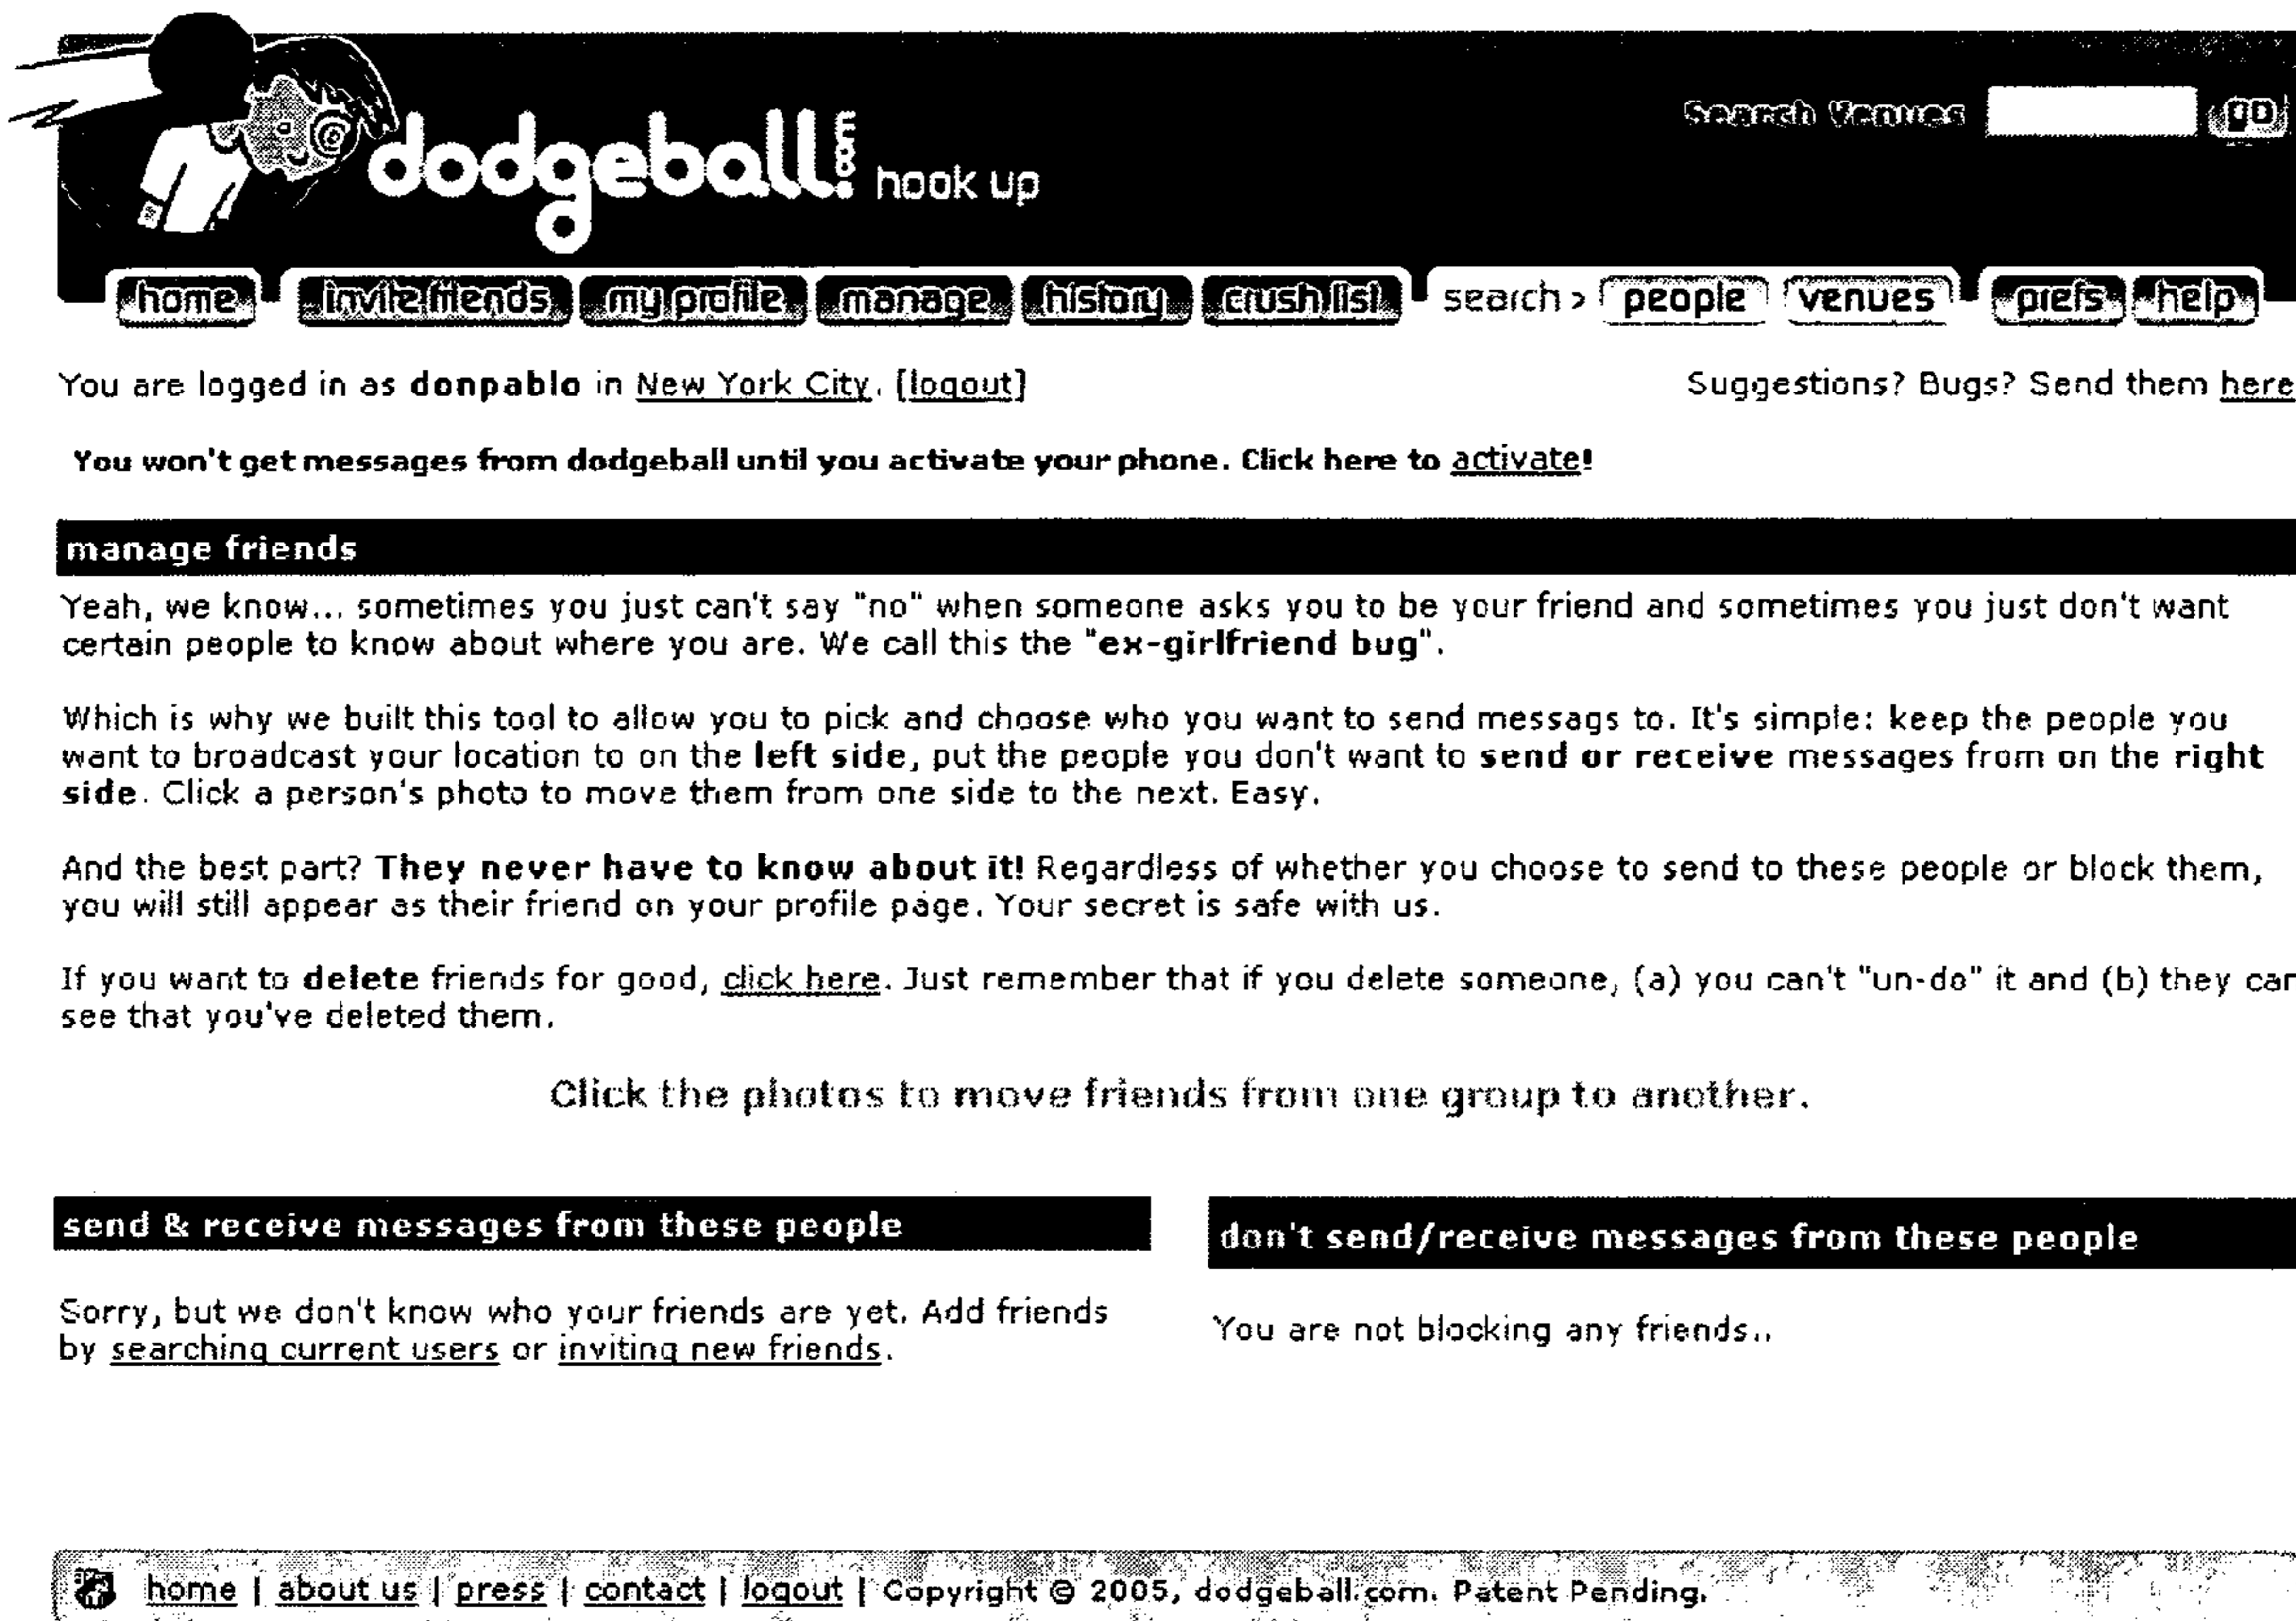 Search Venues go
dodgeball.com hook up
home invite friends my profile manage history crush list search > people venues prefs help
You are logged in as donpablo in New York City. [logout]
Suggestions? Bugs? Send them here
You won't get messages from dodgeball until you activate your phone. Click here to activate!
manage friends
Yeah, we know... sometimes you just can't say "no" when someone asks you to be your friend and sometimes you just don't want
certain people to know about where you are. We call this the "ex-girlfriend bug".
Which is why we built this tool to allow you to pick and choose who you want to send messags to. It's simple: keep the people you
want to broadcast your location to on the left side, put the people you don't want to send or receive messages from on the right
side. Click a person's photo to move them from one side to the next. Easy.
And the best part? They never have to know about it! Regardless of whether you choose to send to these people or block them,
you will still appear as their friend on your profile page. Your secret is safe with us.
If you want to delete friends for good, click here. Just remember that if you delete someone, (a) you can't "un-do" it and (b) they can
see that you've deleted them.
Click the photos to move friends from one group to another.
send & receive messages from these people
Sorry, but we don't know who your friends are yet. Add friends
by searching current users or inviting new friends.
don't send/receive messages from these people
You are not blocking any friends..
home | about us | press | contact | logout | Copyright © 2005, dodgeball.com. Patent Pending.